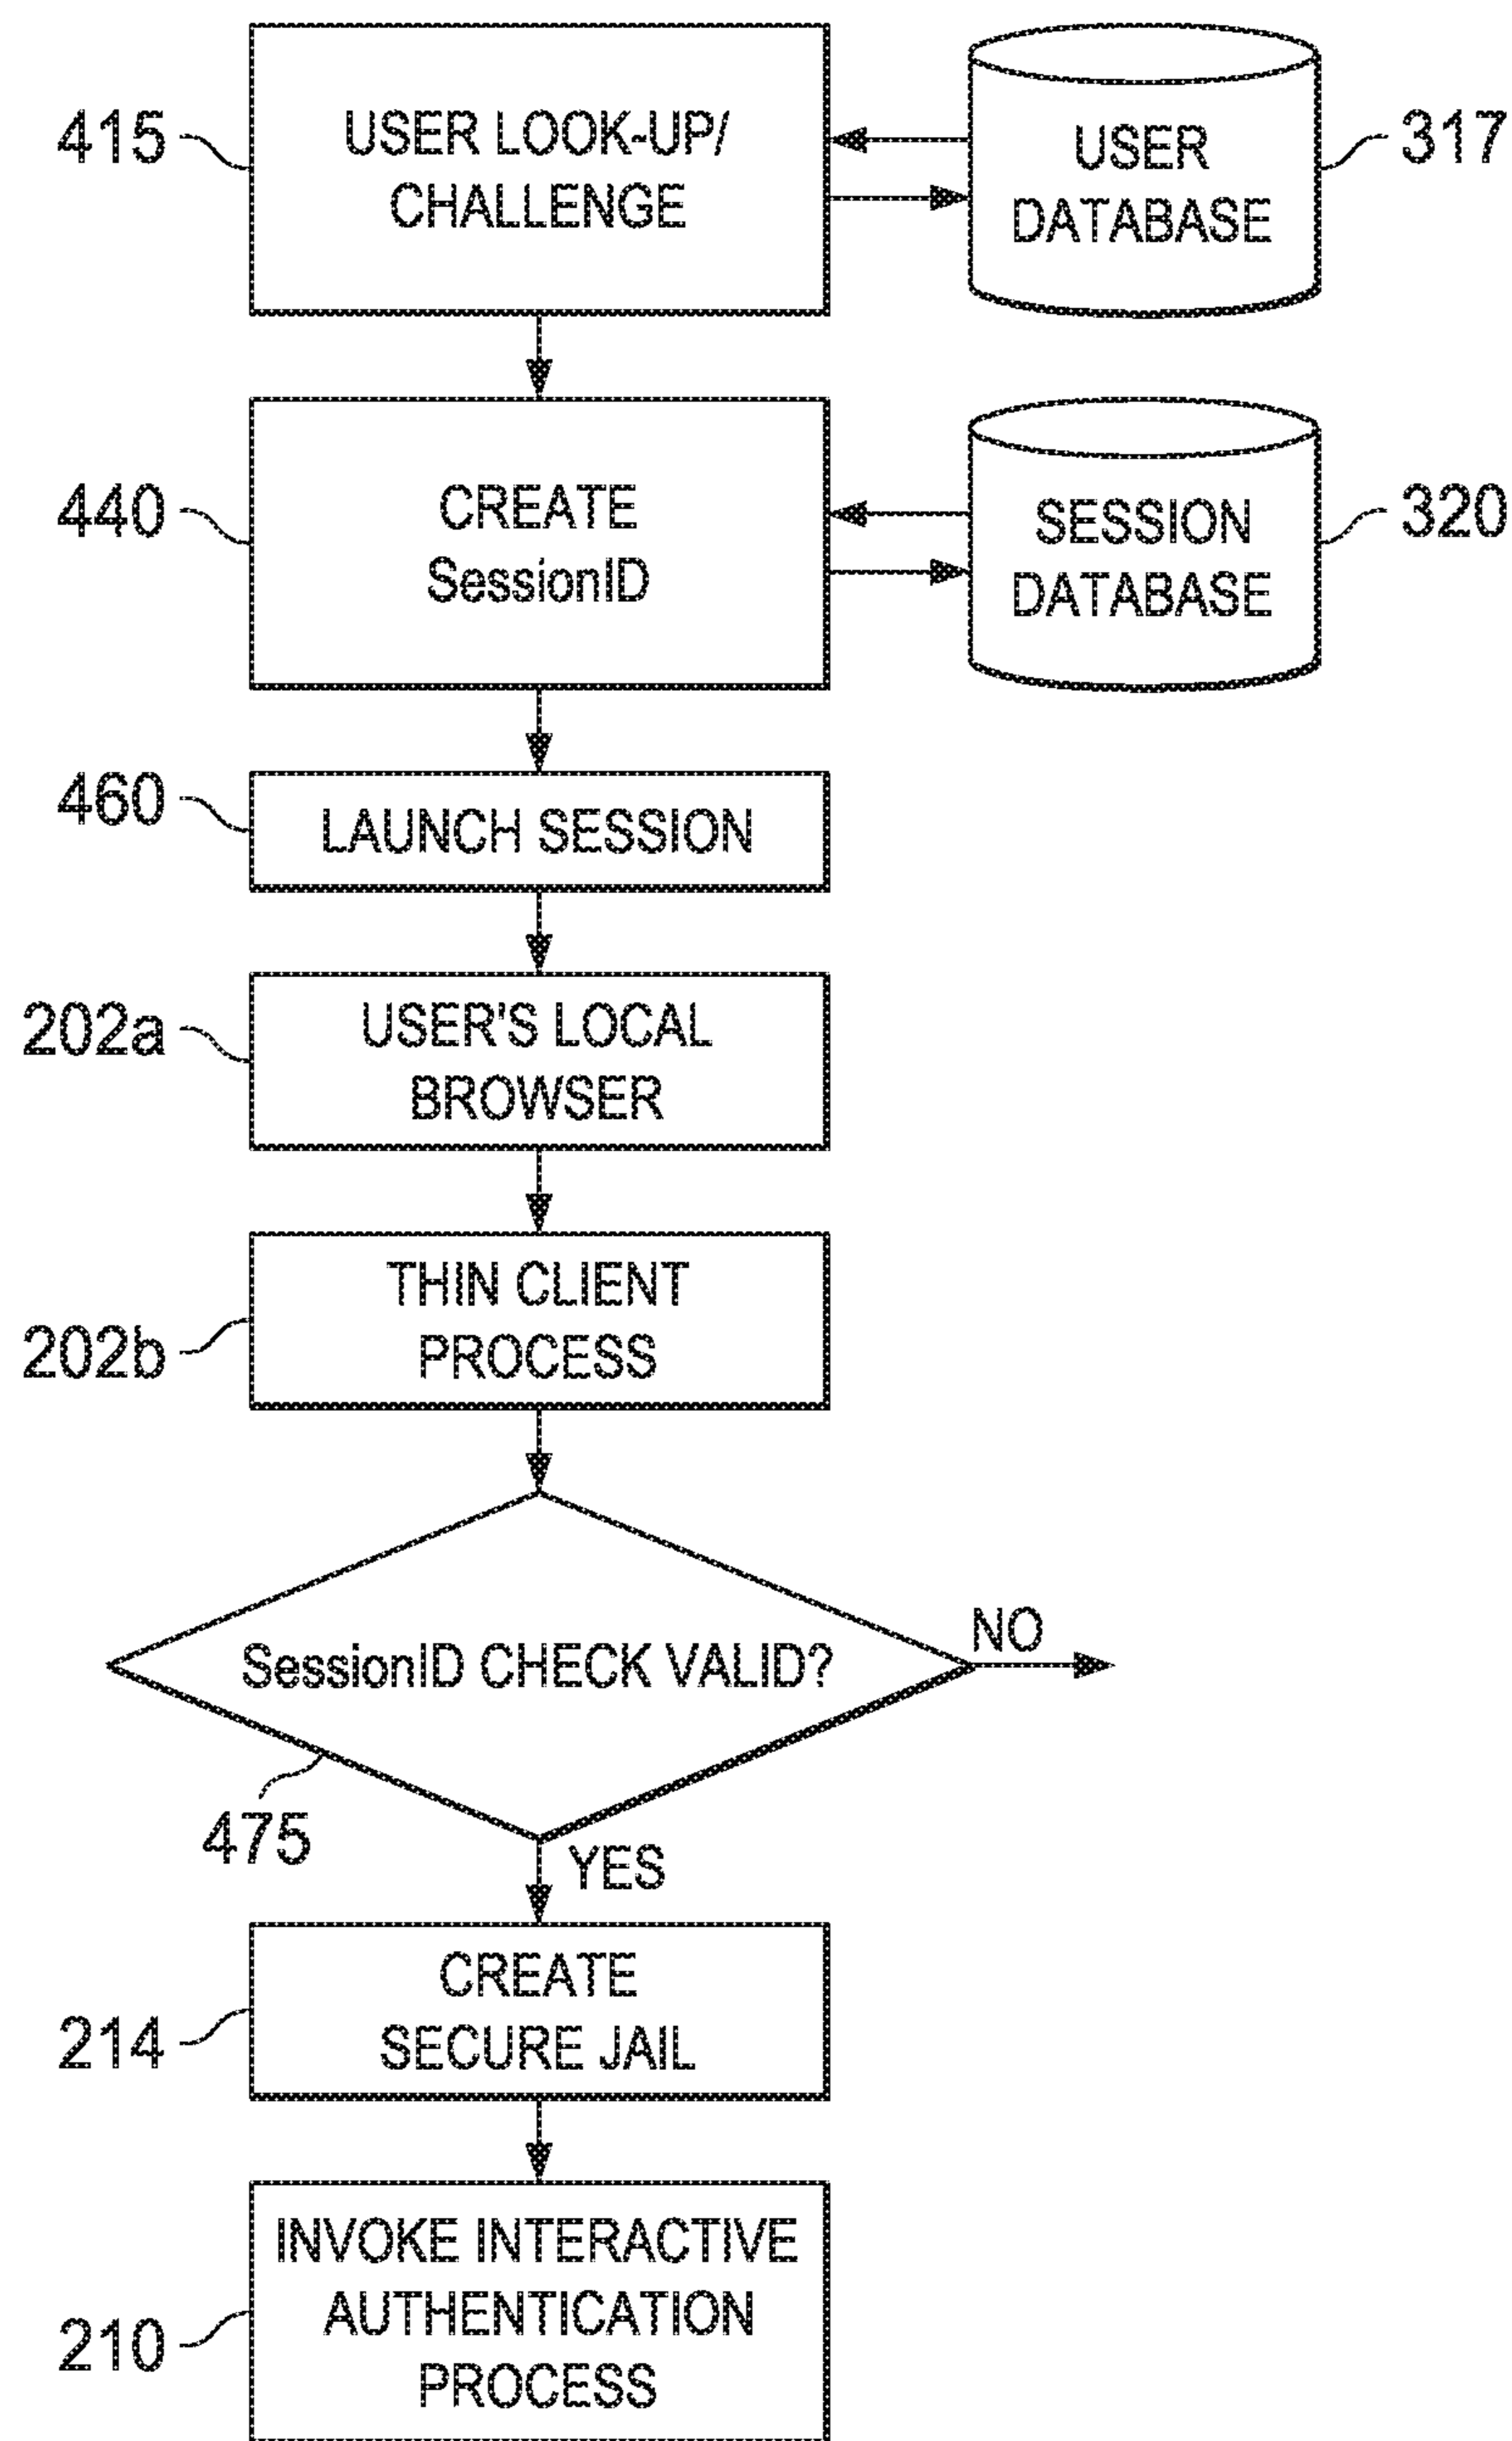 415
USER LOOK-UP/
CHALLENGE
USER
DATABASE
317
440
CREATE
SessionID
SESSION
DATABASE
320
460
LAUNCH SESSION
202a
USER'S LOCAL
BROWSER
202b
THIN CLIENT
PROCESS
SessionID CHECK VALID?
NO
475
YES
214
CREATE
SECURE JAIL
210
INVOKE INTERACTIVE
AUTHENTICATION
PROCESS